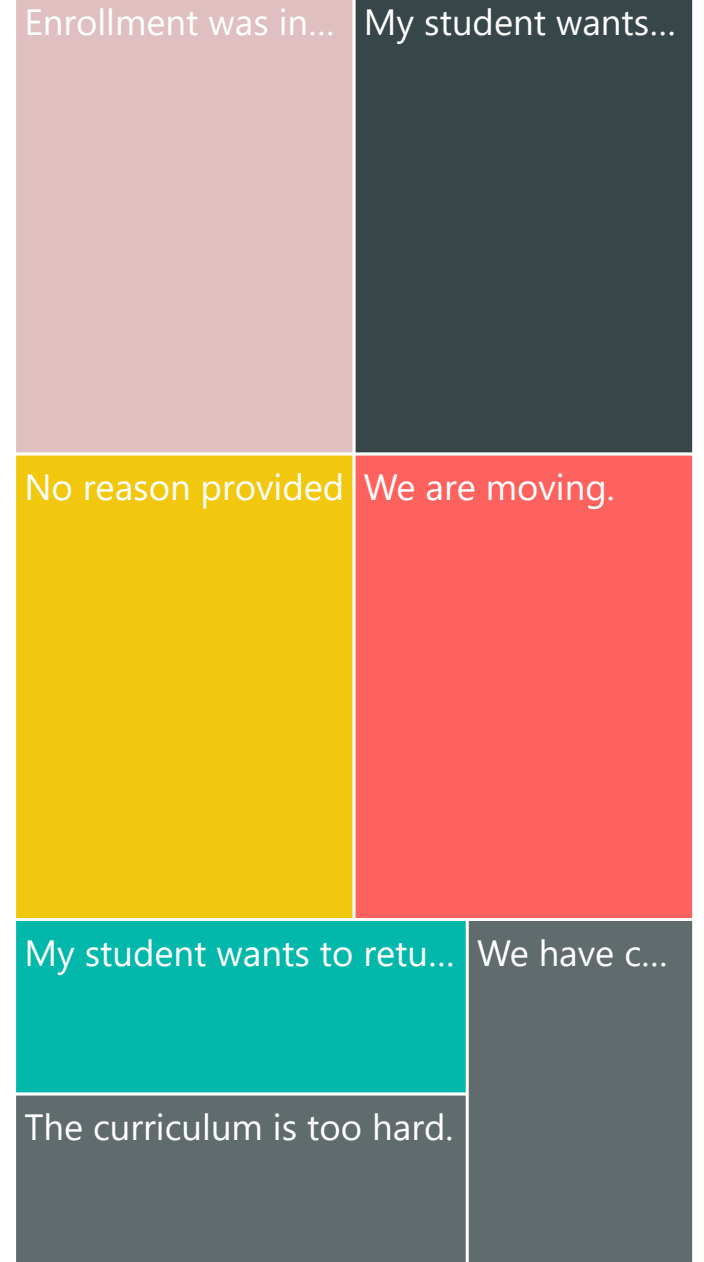 Enrollment was in...
My student wants...
No reason provided
We are moving.
My student wants to retu...
We have c...
The curriculum is too hard.